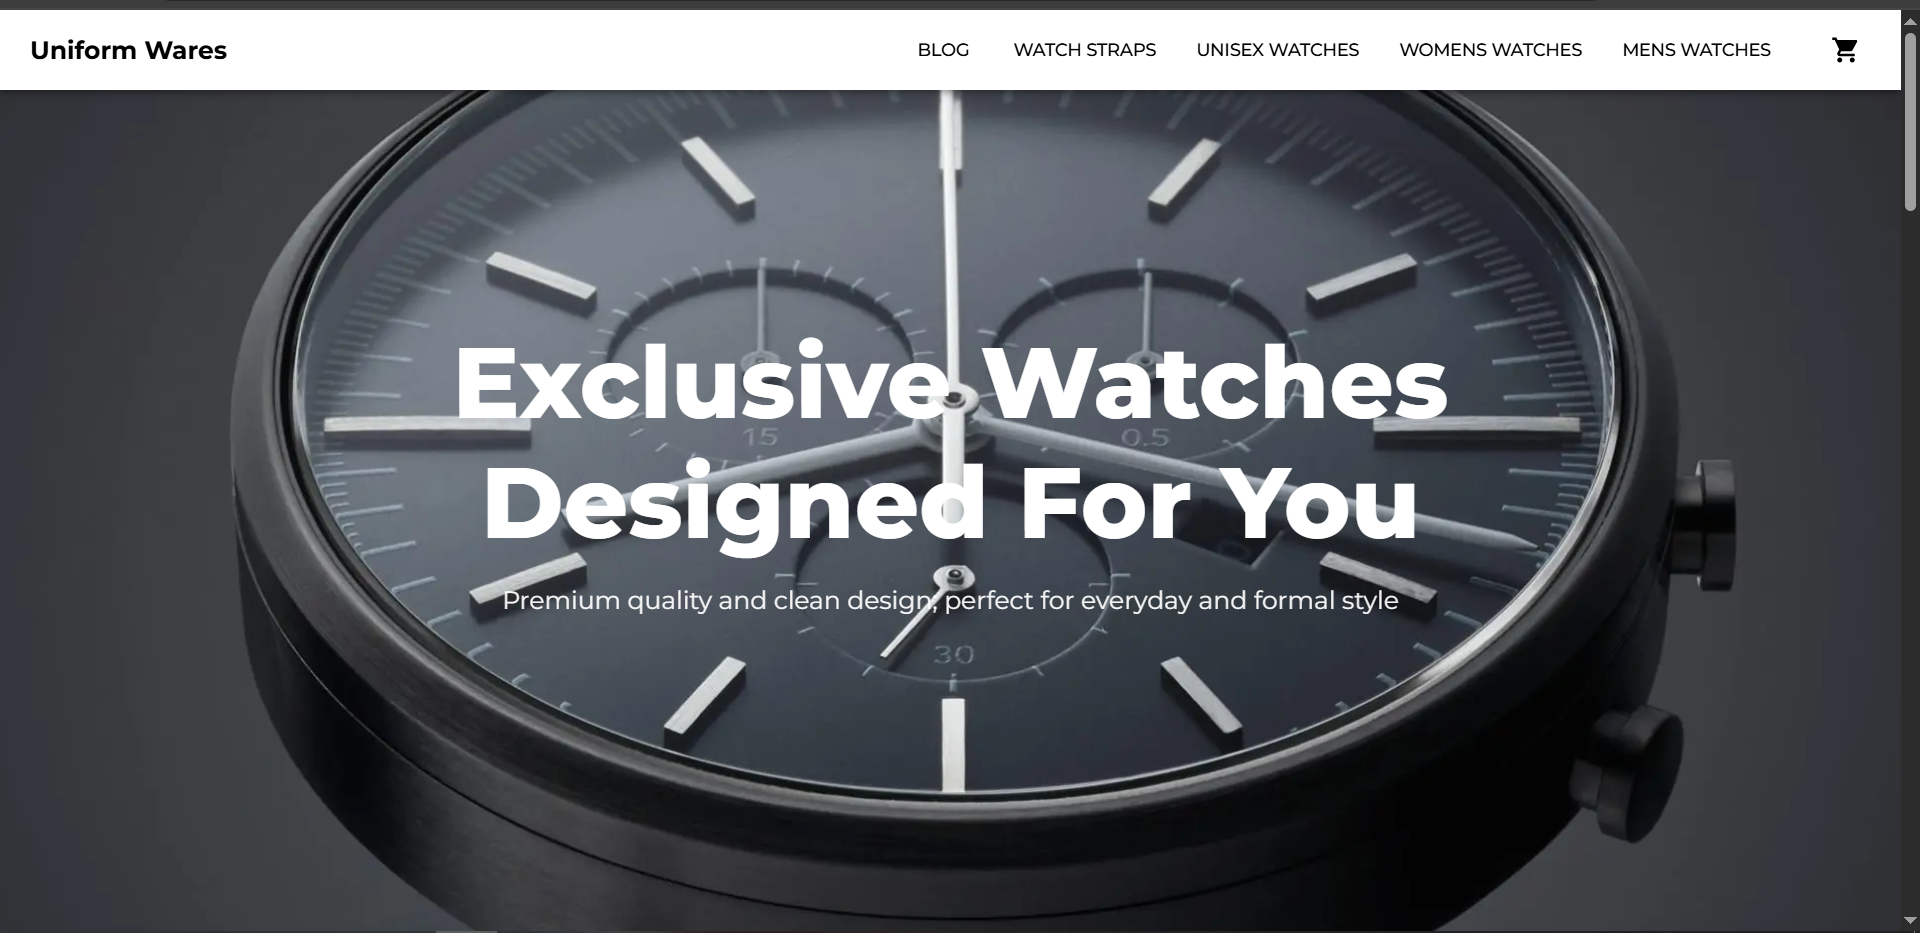 Uniform Wares
BLOG
WATCH STRAPS
UNISEX WATCHES
WOMENS WATCHES
MENS WATCHES
Exclusive Watches
Designed For You
15
0.5
Premium quality and clean design, perfect for everyday and formal style
30